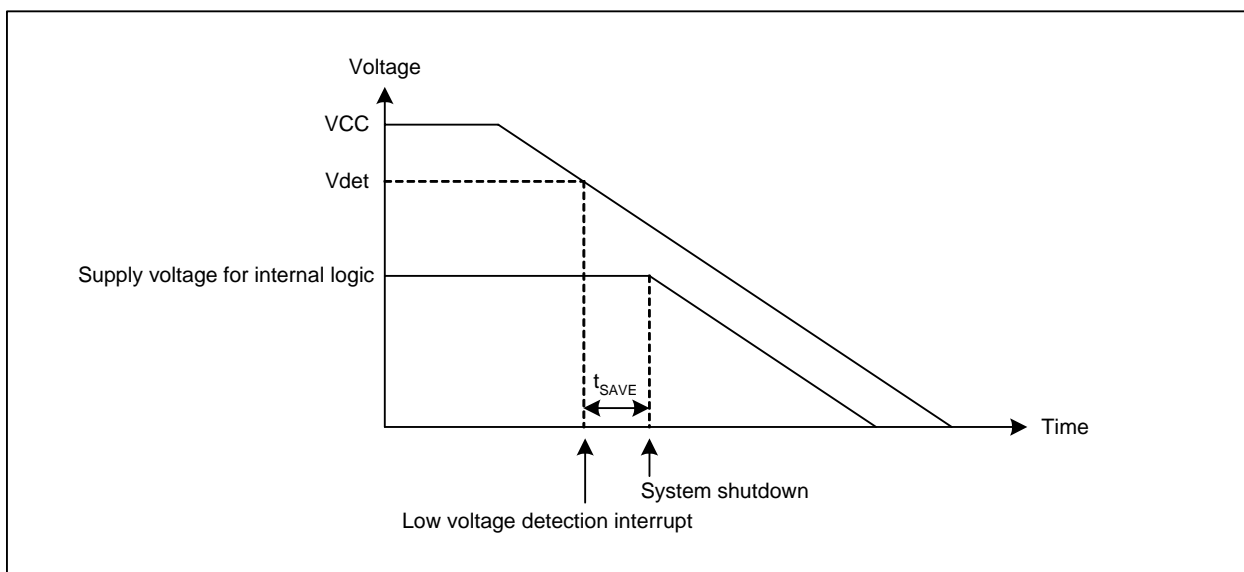 Voltage
VCC
Vdet
Supply voltage for internal logic
tSAVE
Time
System shutdown
Low voltage detection interrupt